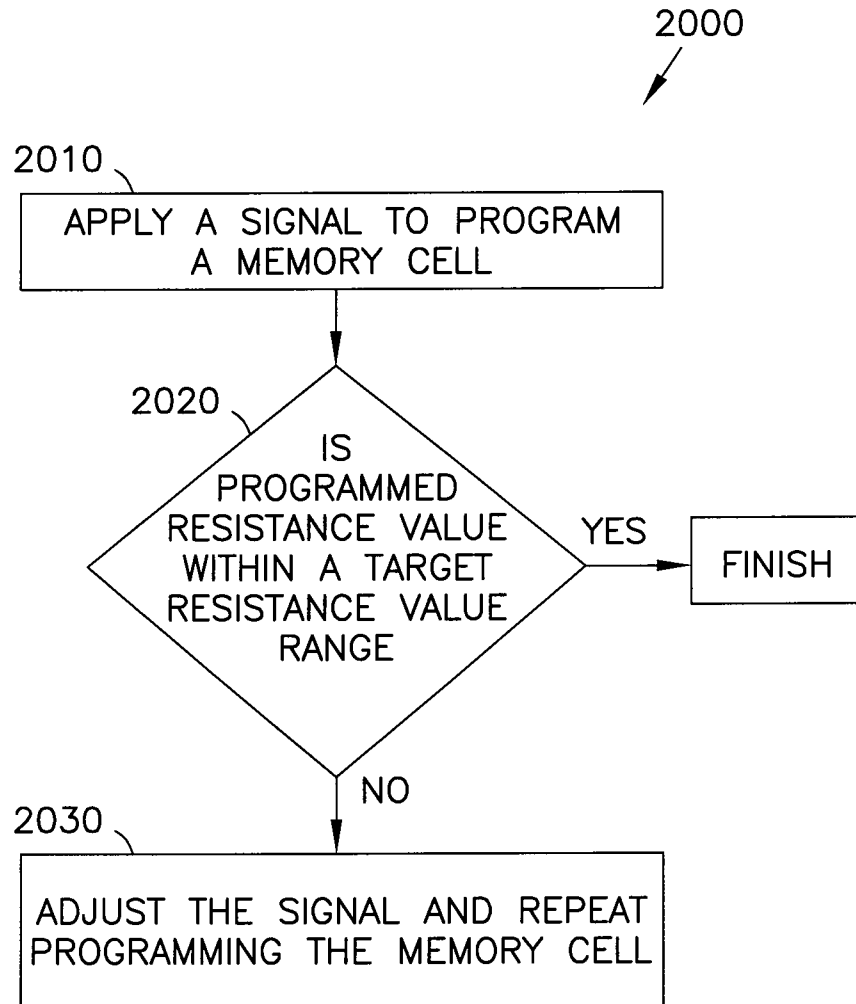 2000
2010
APPLY A SIGNAL TO PROGRAM
A MEMORY CELL
2020
IS
PROGRAMMED
RESISTANCE VALUE
WITHIN A TARGET
RESISTANCE VALUE
RANGE
YES
FINISH
NO
2030
ADJUST THE SIGNAL AND REPEAT
PROGRAMMING THE MEMORY CELL